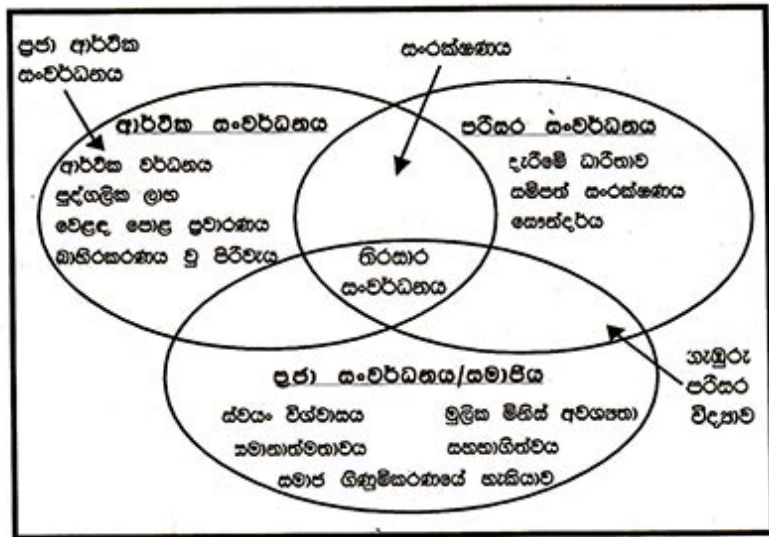 ප්‍රජා ආර්ථික
සංවර්ධනය
සංරක්ෂණය
ආර්ථික සංවර්ධනය
ආර්ථික වර්ධනය
පුද්ගලික ලාභ
වෙළඳ පොළ ප්‍රචාරණය
බාහිරකරණය වු පිරිවැය
පරිසර සංවර්ධනය
දැරීමේ ධාරිතාව
සම්පත් සංරක්ෂණය
සෞන්දර්ය
තිරසාර
සංවර්ධනය
ගැඹුරු
පරිසර
විද්‍යාව
ප්‍රජා සංවර්ධනය/සමාජිය
ස්වයං විශ්වාසය
මූලික මිනිස් අවශ්‍යතා
සමානාත්මතාවය
සහභාගිත්වය
සමාජ ගිණුම්කරණයේ හැකියාව